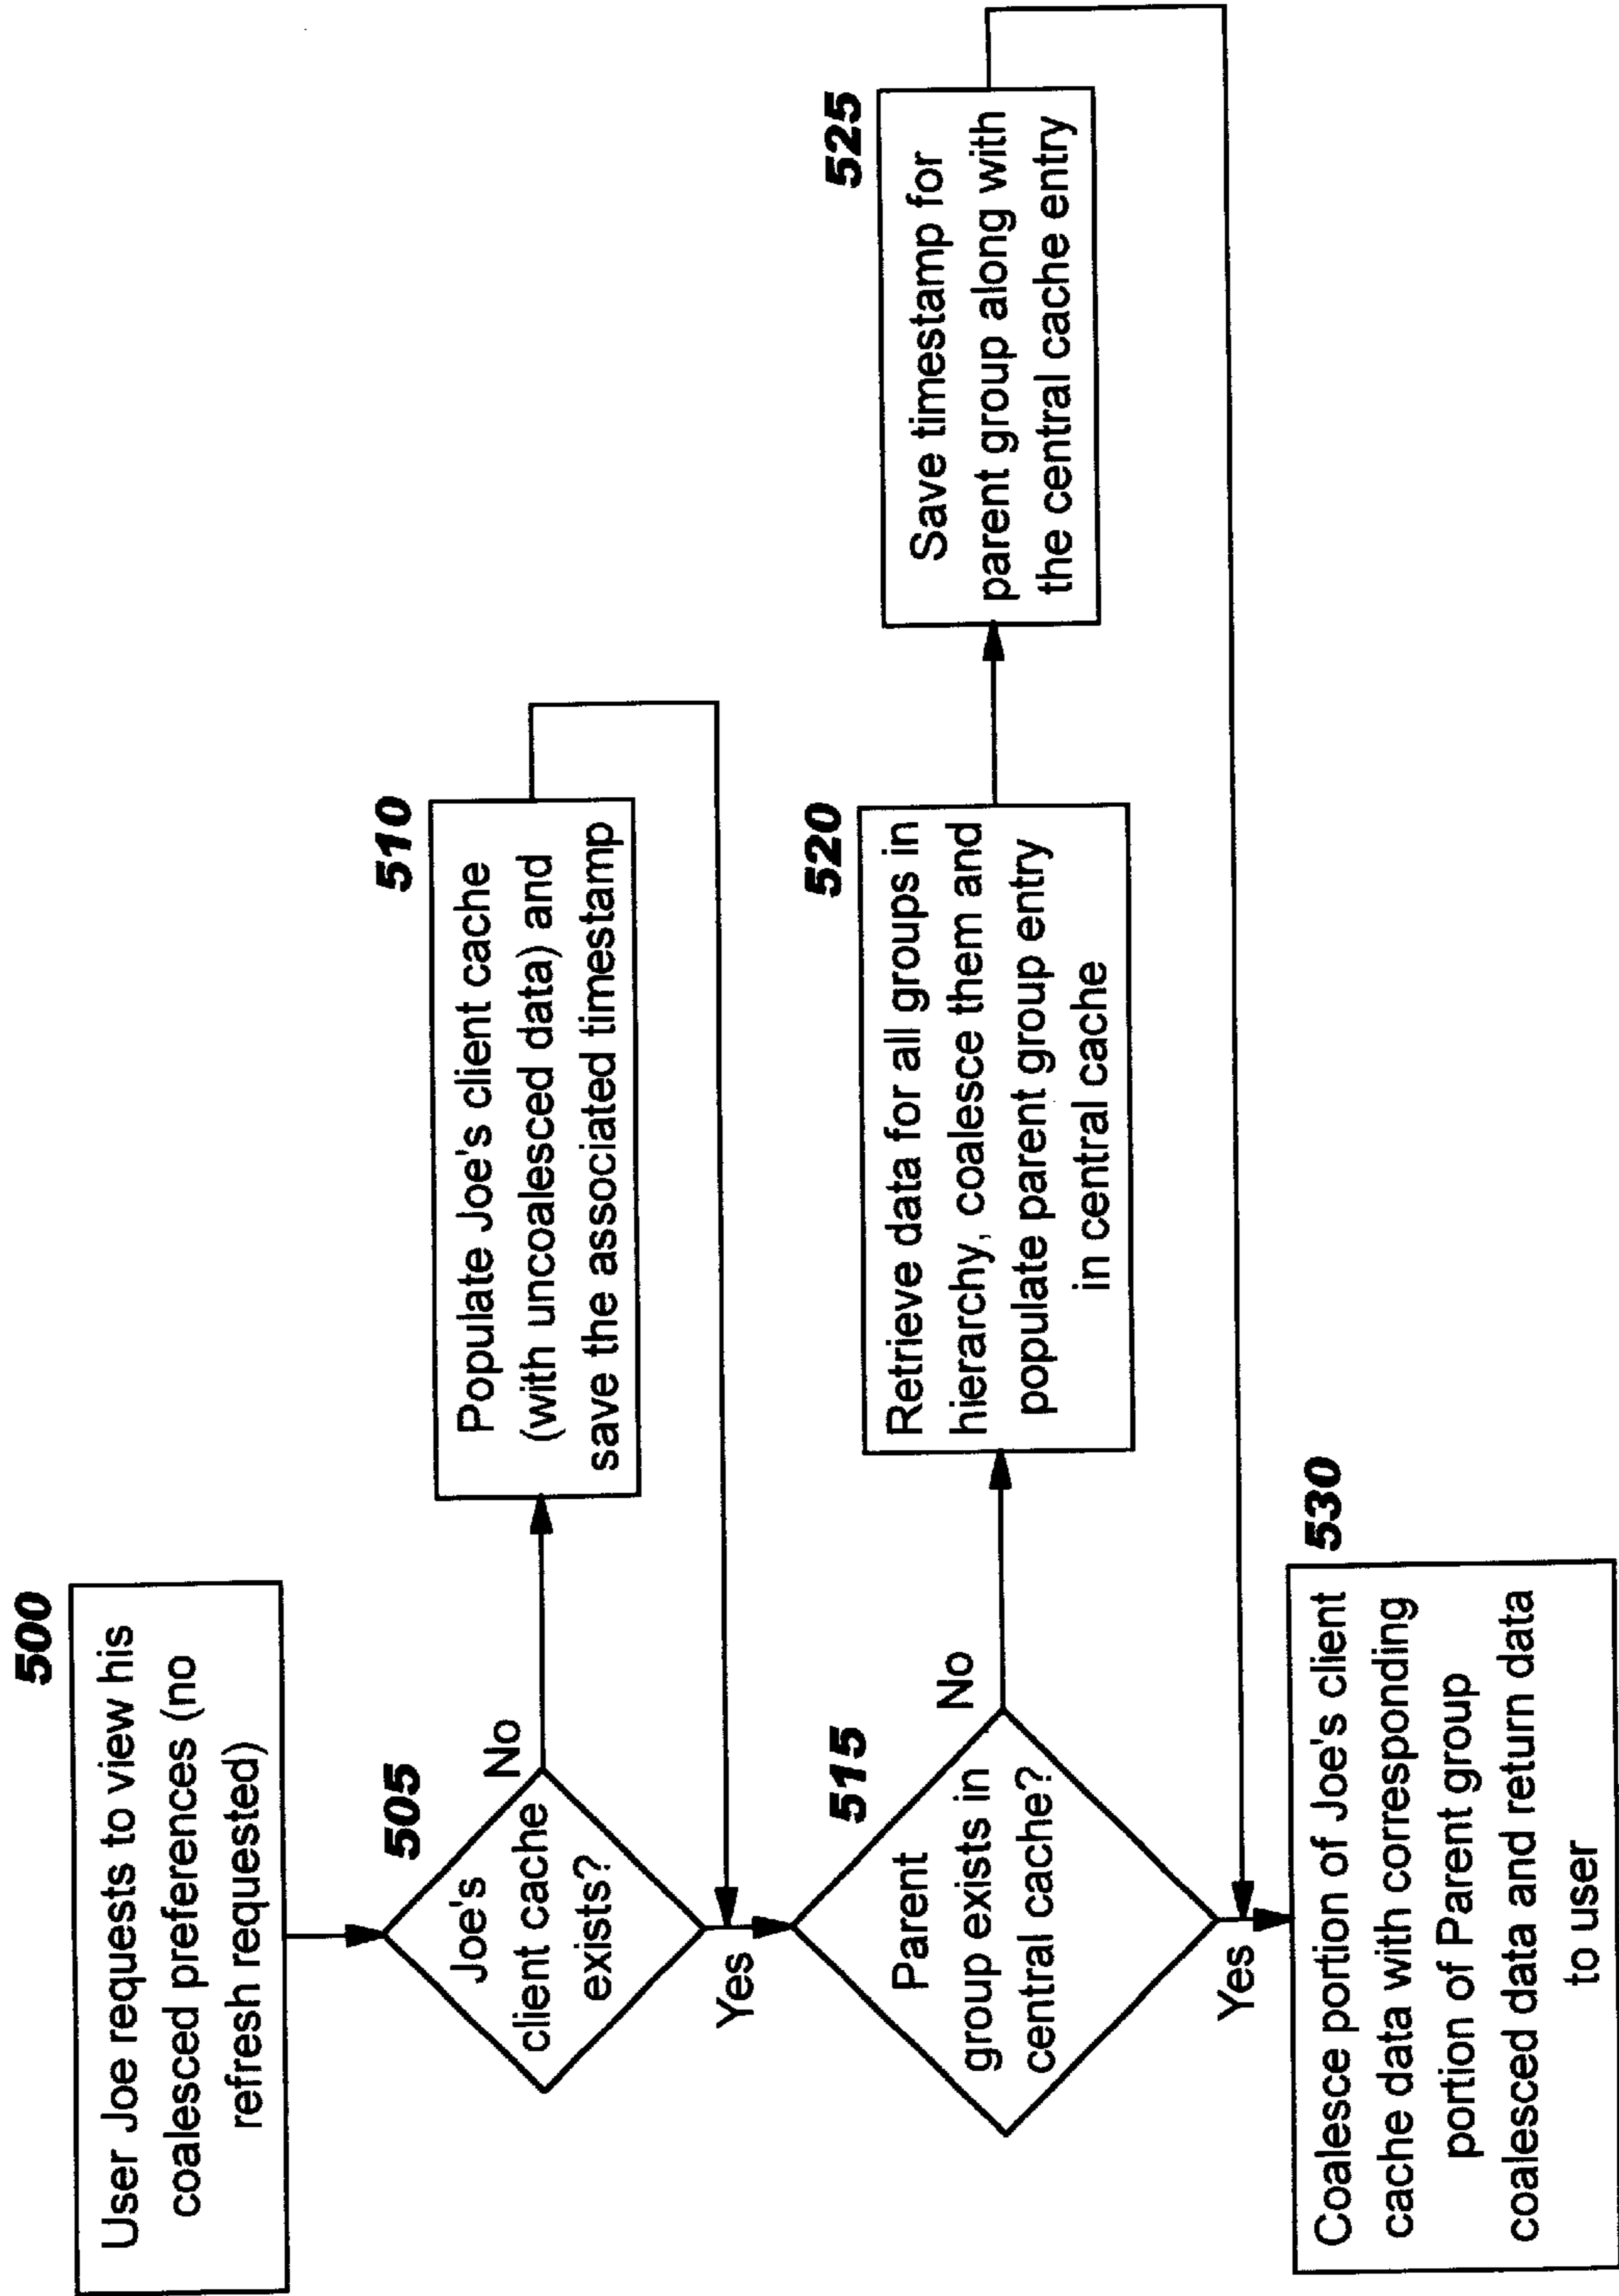 500
User Joe requests to view his
coalesced preferences (no
refresh requested)
505
Joe's
client cache
exists?
No
Yes
510
Populate Joe's client cache
(with uncoalesced data) and
save the associated timestamp
515
Parent
group exists in
central cache?
No
Yes
520
Retrieve data for all groups in
hierarchy, coalesce them and
populate parent group entry
in central cache
525
Save timestamp for
parent group along with
the central cache entry
530
Coalesce portion of Joe's client
cache data with corresponding
portion of Parent group
coalesced data and return data
to user